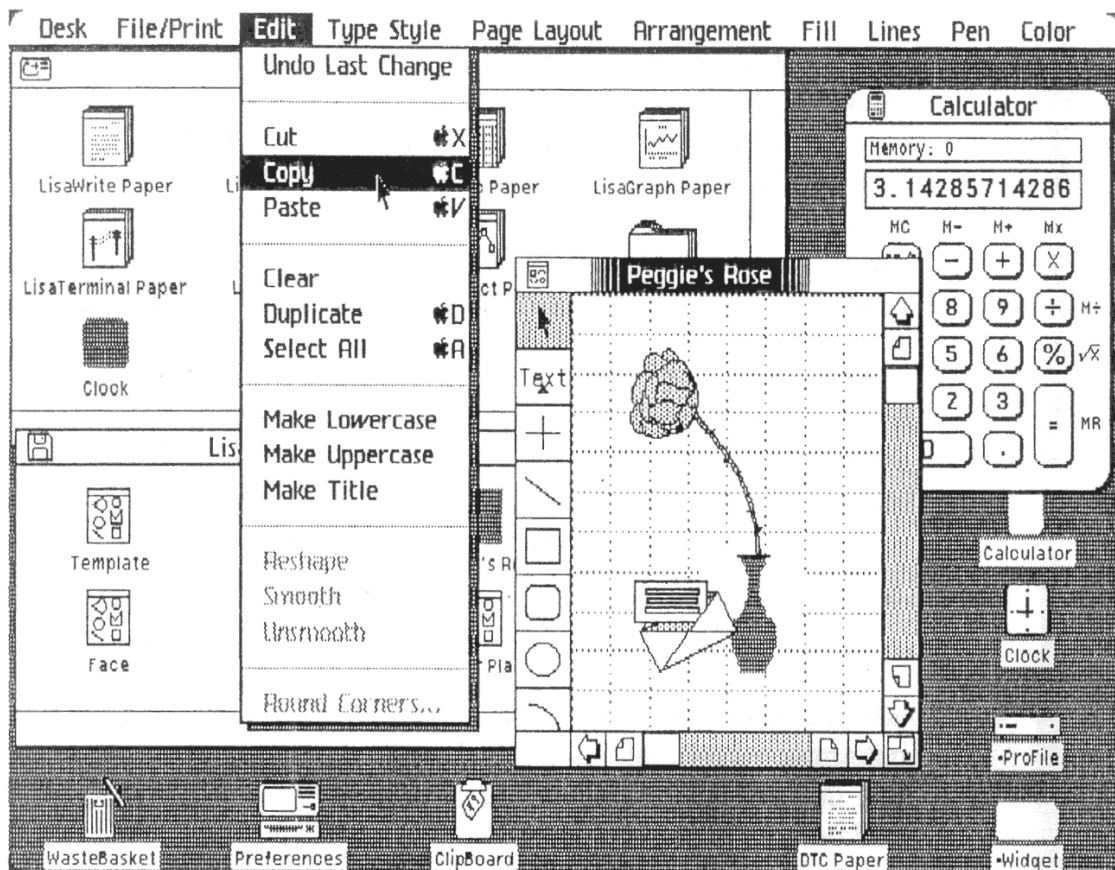 Desk File/Print Edit Type Style Page Layout Arrangement Fill Lines Pen Color
Undo Last Change
Cut X
Copy C
Paste V
Clear
Duplicate D
Select All A
Make Lowercase
Make Uppercase
Make Title
Reshape
Smooth
Unsmooth
Round Corners...
LisaWrite Paper
Paper
LisaGraph Paper
LisaTerminal Paper
Clock
Template
Face
Peggie's Rose
Text
Calculator
Memory: 0
3.14285714286
MC M- M+ Mx
- + X
8 9 ÷ M÷
5 6 % √x
2 3 = MR
.
Calculator
Clock
ProFile
WasteBasket
Preferences
ClipBoard
DTC Paper
Widget